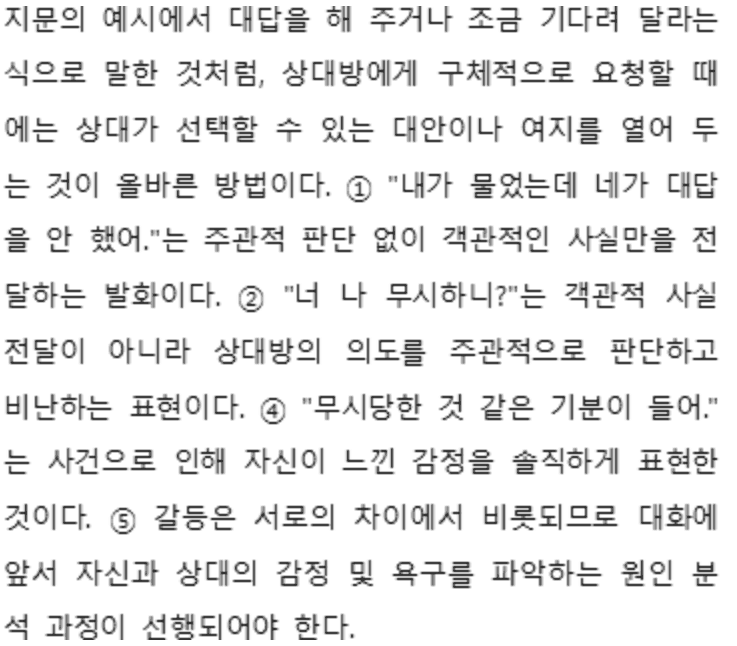 지문의 예시에서 대답을 해 주거나 조금 기다려 달라는
식으로 말한 것처럼, 상대방에게 구체적으로 요청할 때
에는 상대가 선택할 수 있는 대안이나 여지를 열어 두
는 것이 올바른 방법이다. ① "내가 물었는데 네가 대답
을 안 했어."는 주관적 판단 없이 객관적인 사실만을 전
달하는 발화이다. ② "너 나 무시하니?"는 객관적 사실
전달이 아니라 상대방의 의도를 주관적으로 판단하고
비난하는 표현이다. ④ "무시당한 것 같은 기분이 들어."
는 사건으로 인해 자신이 느낀 감정을 솔직하게 표현한
것이다. ⑤ 갈등은 서로의 차이에서 비롯되므로 대화에
앞서 자신과 상대의 감정 및 욕구를 파악하는 원인 분
석 과정이 선행되어야 한다.